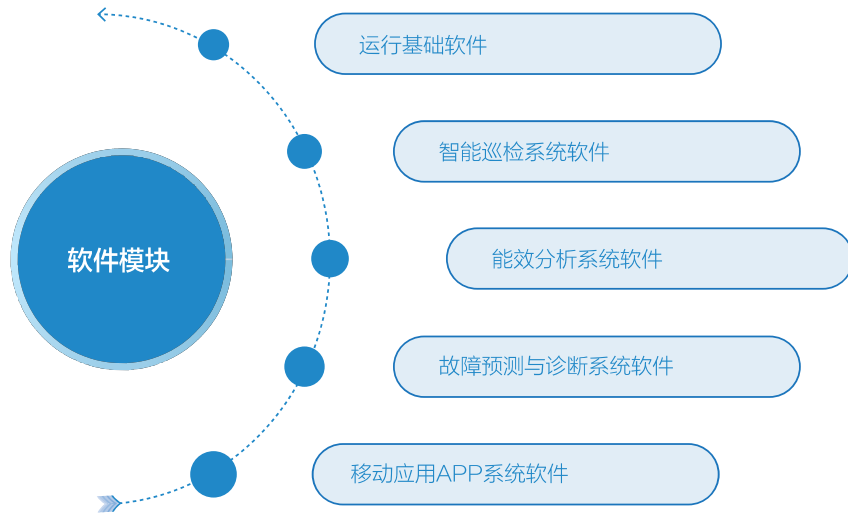 运行基础软件
智能巡检系统软件
软件模块
能效分析系统软件
故障预测与诊断系统软件
移动应用APP系统软件